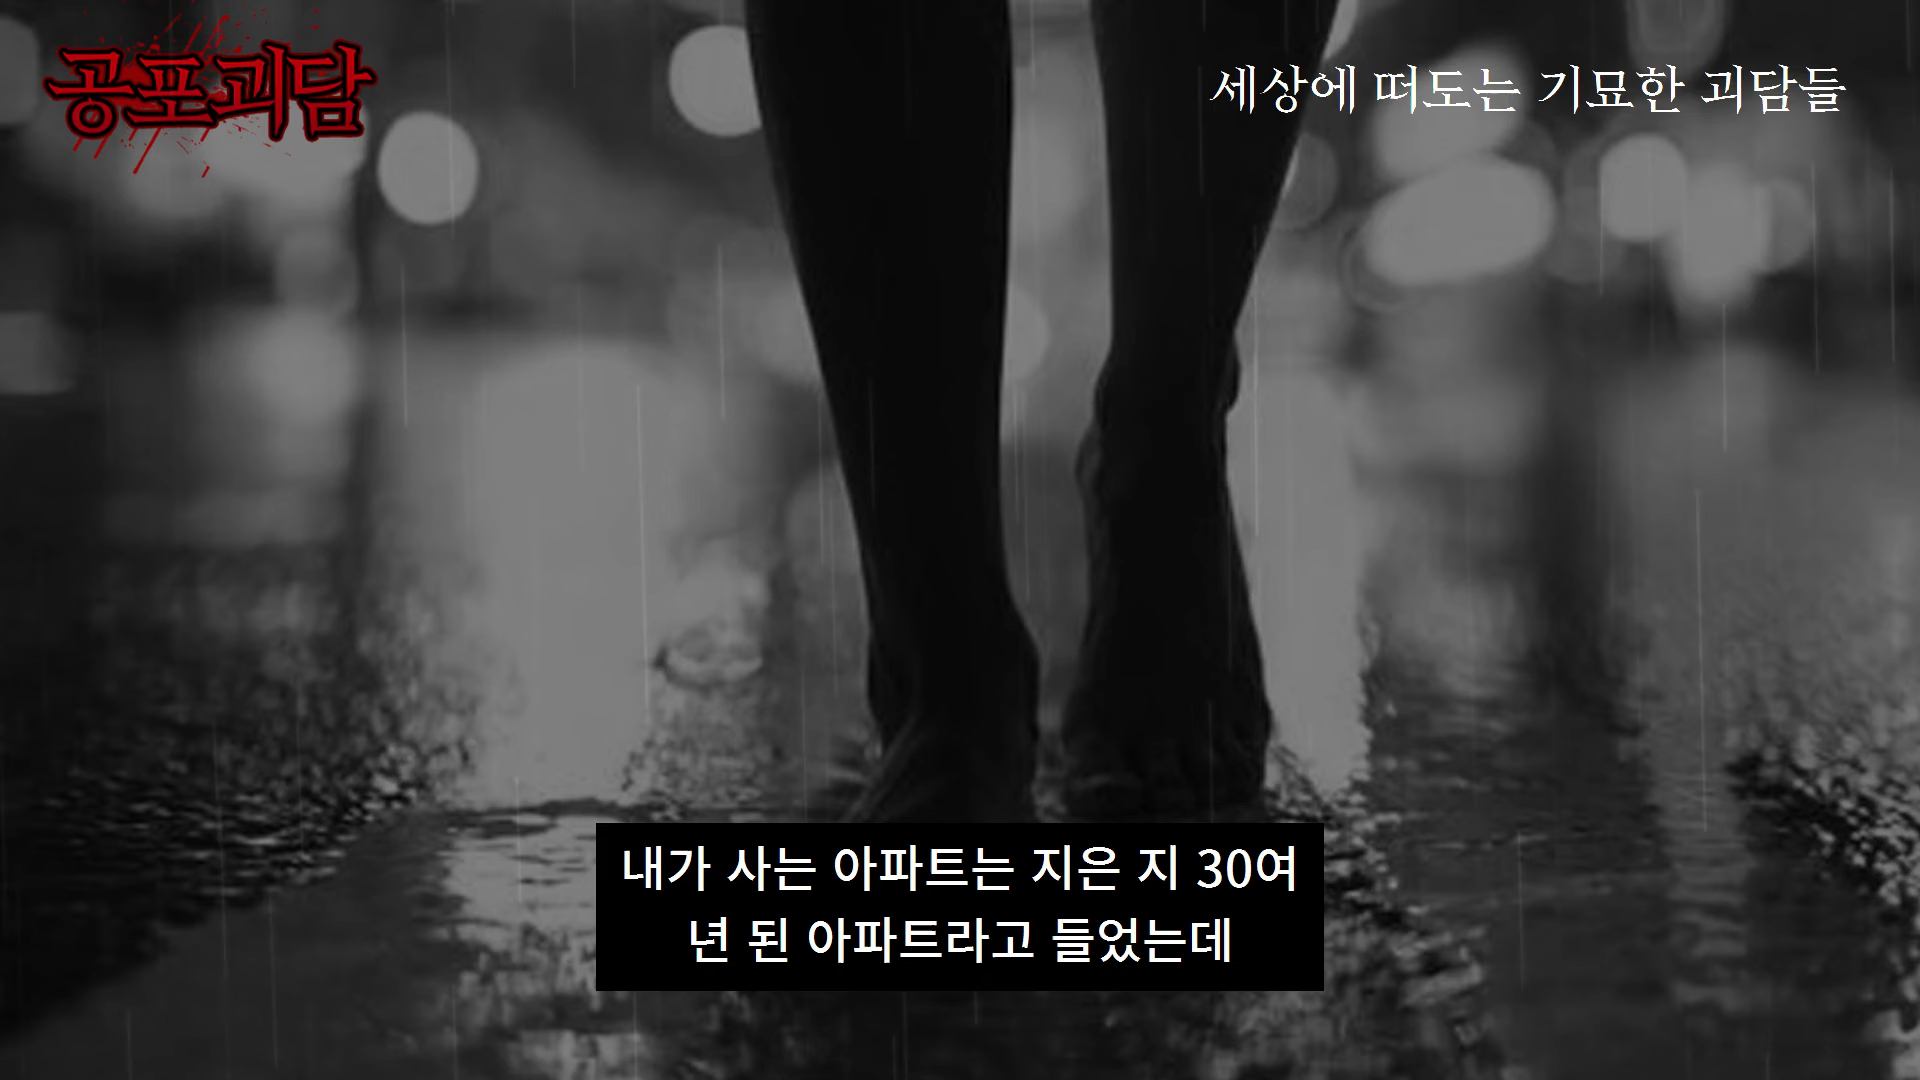 공포괴담
세상에 떠도는 기묘한 괴담들
내가 사는 아파트는 지은 지 30여
년 된 아파트라고 들었는데